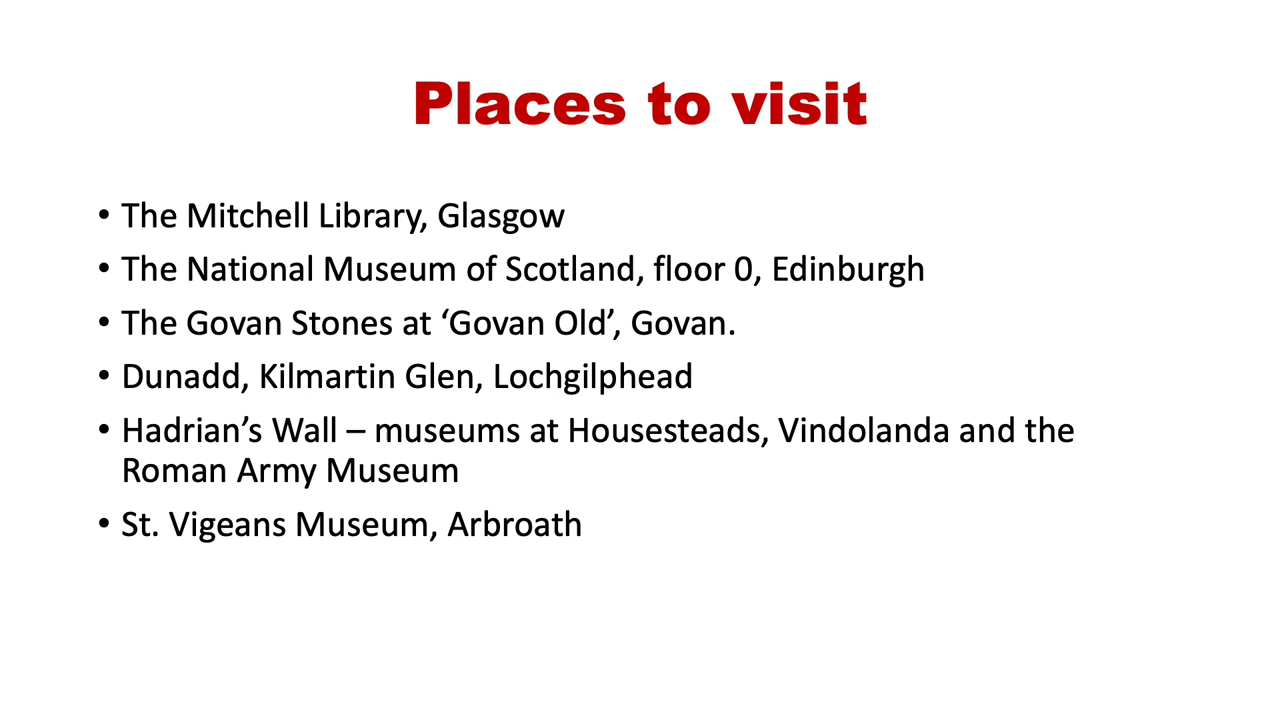 Places to visit
• The Mitchell Library, Glasgow
• The National Museum of Scotland, floor 0, Edinburgh
• The Govan Stones at ‘Govan Old’, Govan.
• Dunadd, Kilmartin Glen, Lochgilphead
• Hadrian’s Wall – museums at Housesteads, Vindolanda and the
Roman Army Museum
• St. Vigeans Museum, Arbroath